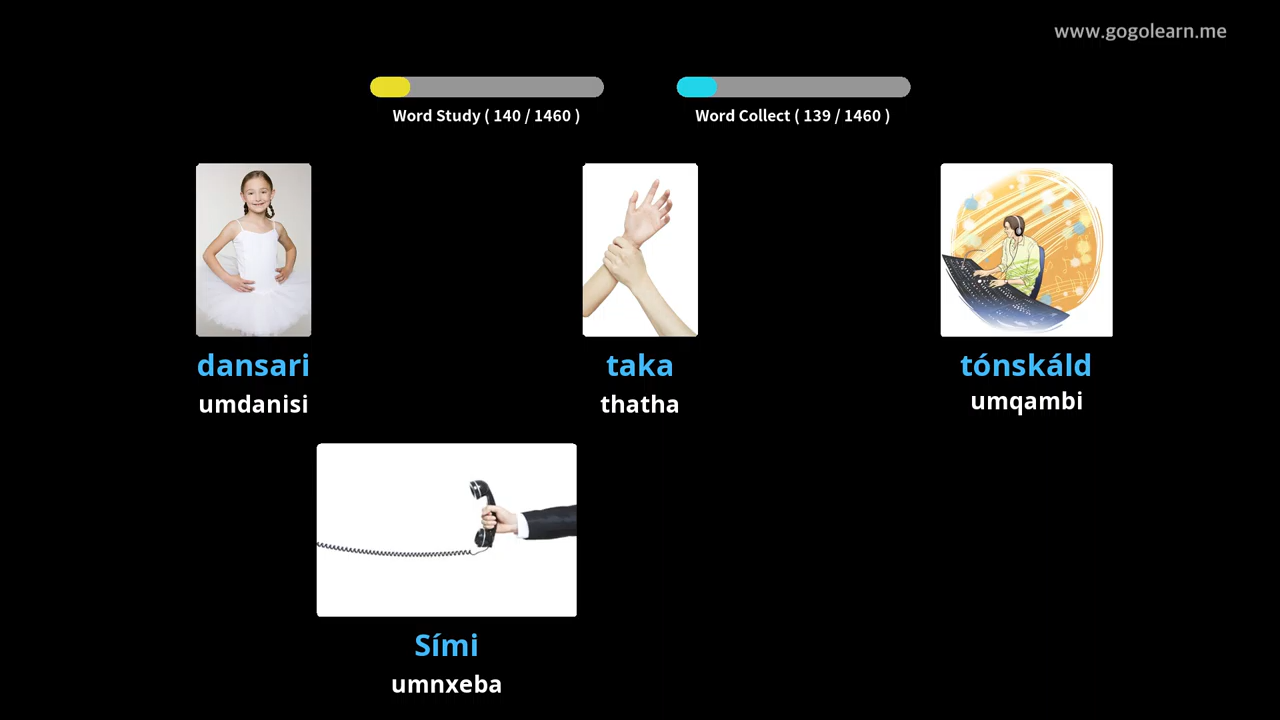 www.gogolearn.me
Word Study ( 140 / 1460 )
Word Collect ( 139 / 1460 )
dansari
umdanisi
taka
thatha
tónskáld
umqambi
Sími
umnxeba